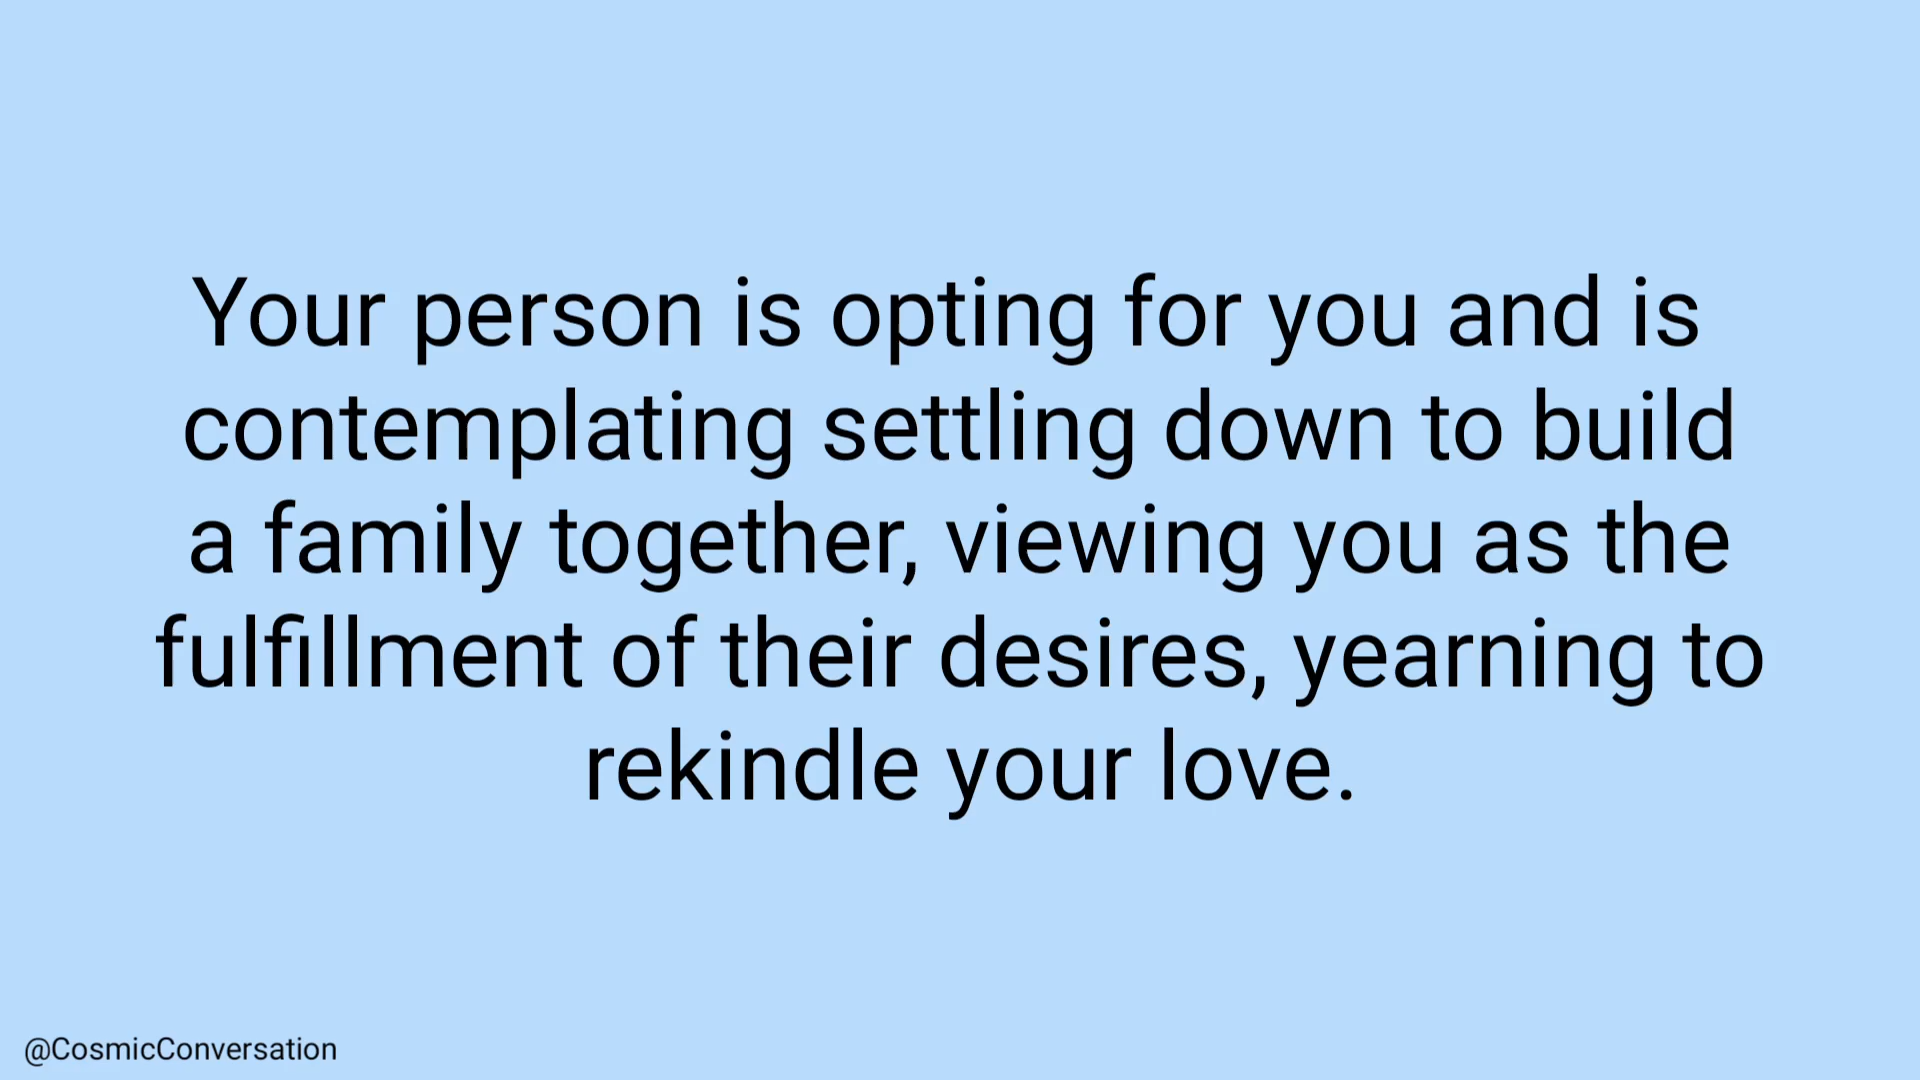 Your person is opting for you and is
contemplating settling down to build
a family together, viewing you as the
fulfillment of their desires, yearning to
rekindle your love.
@CosmicConversation